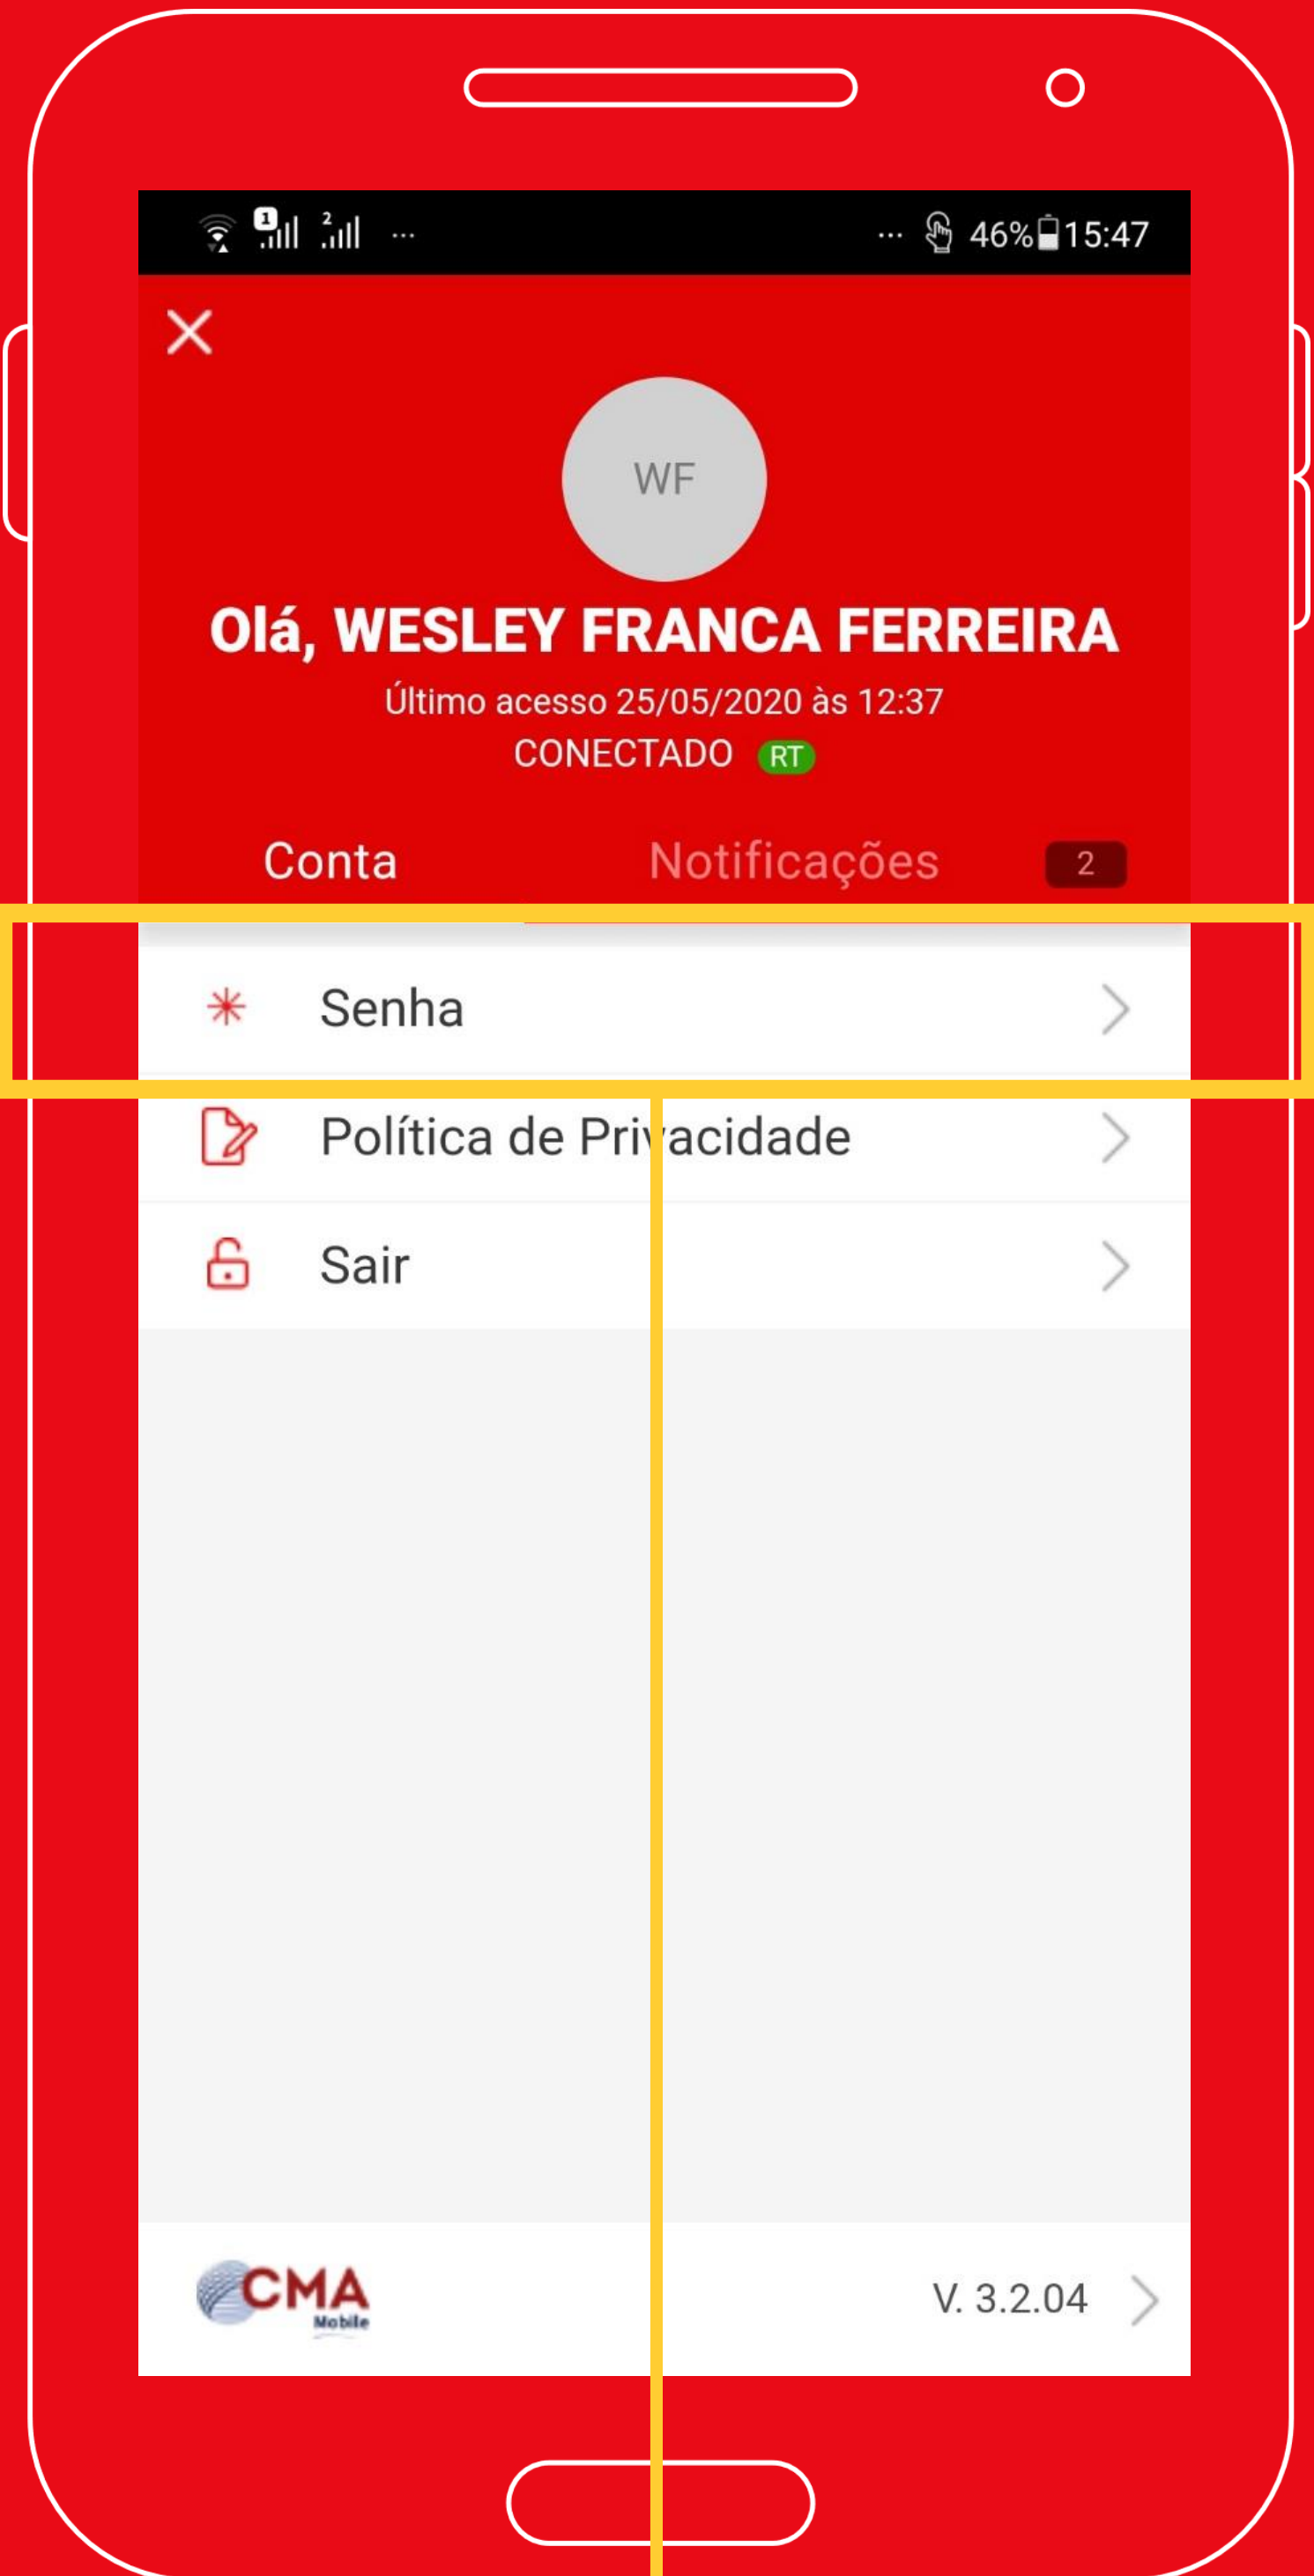 1 2 ... ... 46% 15:47
WF
Olá, WESLEY FRANCA FERREIRA
Último acesso 25/05/2020 às 12:37
CONECTADO RT
Conta Notificações 2
Senha
Política de Privacidade
Sair
CMA
Mobile
V. 3.2.04